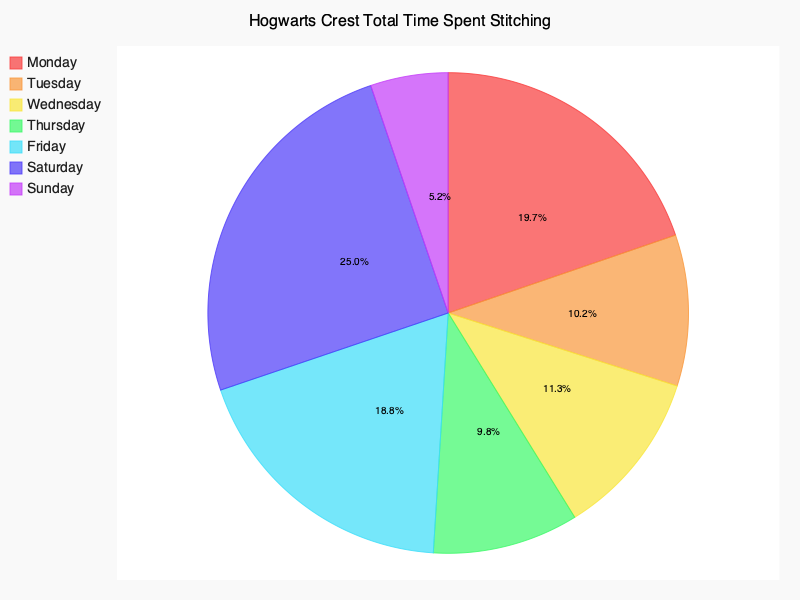 Hogwarts Crest Total Time Spent Stitching
Monday
Tuesday
Wednesday
Thursday
Friday
Saturday
Sunday
5.2%
19.7%
25.0%
10.2%
11.3%
18.8%
9.8%